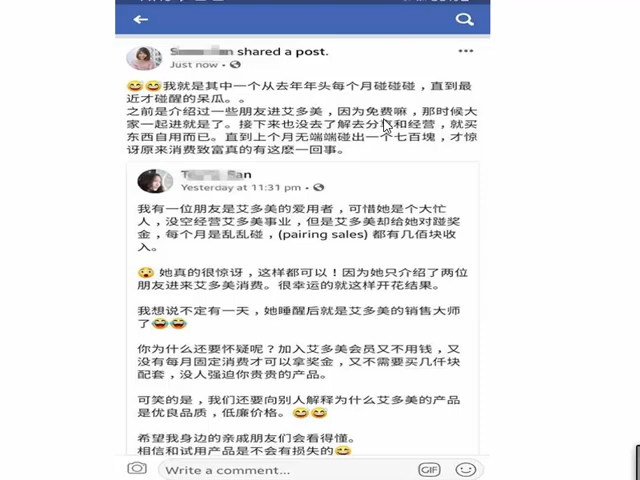 shared a post.
Just now
😅😅我就是其中一个从去年年头每个月碰碰碰，直到最
近才碰醒的呆瓜。。
之前是介绍过一些朋友进艾多美，因为免费嘛，那时候大
家一起进就是了。接下来也没去了解去分享和经营，就买
东西自用而已。直到上个月无端端碰出一个七百块，才惊
讶原来消费致富真的有这麽一回事。
San
Yesterday at 11:31 pm
我有一位朋友是艾多美的爱用者，可惜她是个大忙
人，没空经营艾多美事业，但是艾多美却给她对踫奖
金，每个月是乱乱碰，(pairing sales) 都有几佰块收
入。
😲 她真的很惊讶，这样都可以！因为她只介绍了两位
朋友进来艾多美消费。很幸运的就这样开花结果。
我想说不定有一天，她睡醒后就是艾多美的销售大师
了😂😂
你为什么还要怀疑呢？加入艾多美会员又不用钱，又
没有每月固定消费才可以拿奖金，又不需要买几仟块
配套，没人强迫你贵贵的产品。
可笑的是，我们还要向别人解释为什么艾多美的产品
是优良品质，低廉价格。😄😄
希望我身边的亲戚朋友们会看得懂。
相信和试用产品是不会有损失的😄
Write a comment...
GIF